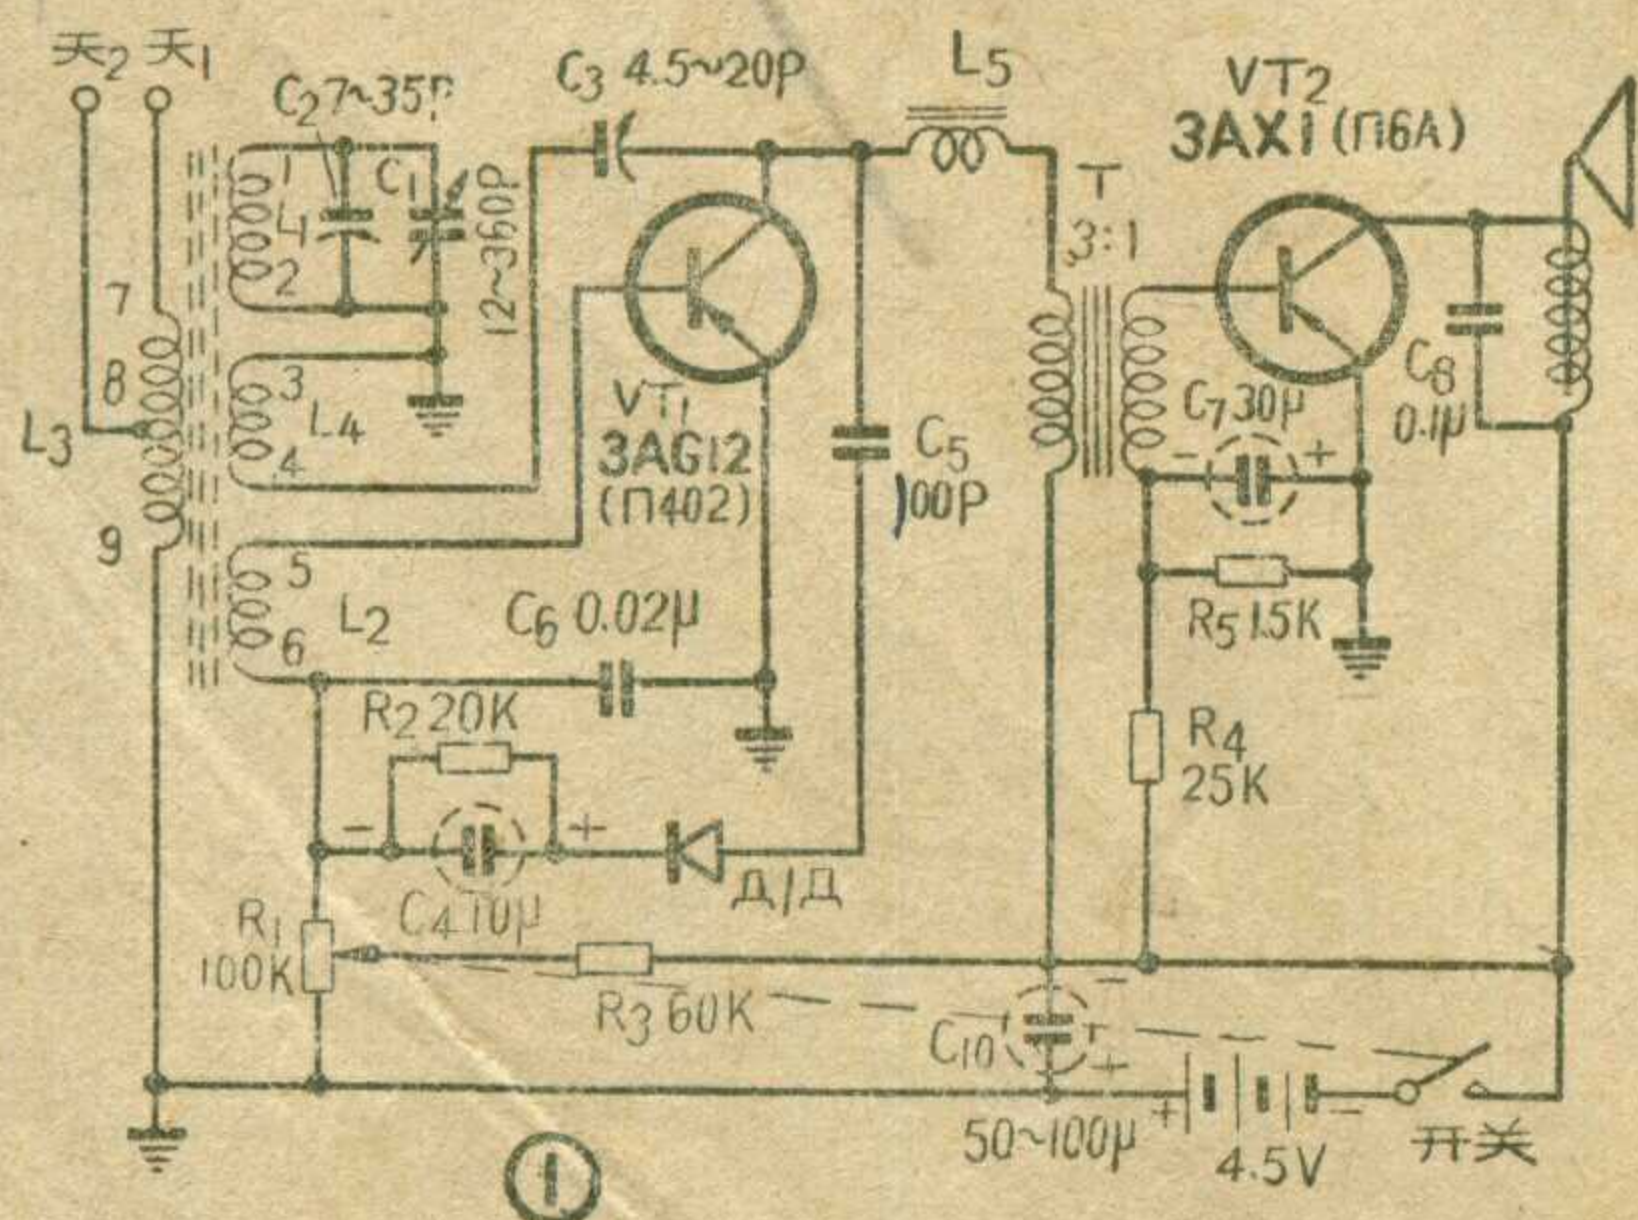 天2 天1
C2 7~35P
C3 4.5~20P
L5
VT2
3AX1 (П6A)
1
L1
2
C1
12~360P
T
3:1
7
8
9
L3
3
L4
4
VT1
3AG12
(П402)
C5
)00P
C7 30μ
- +
C8
0.1μ
5
L2
6
C6 0.02μ
R5 1.5K
R2 20K
R4
25K
- +
C4 10μ
Д/Д
R1
100K
R3 60K
-
C10
+
50~100μ
+ -
4.5V
开关
1